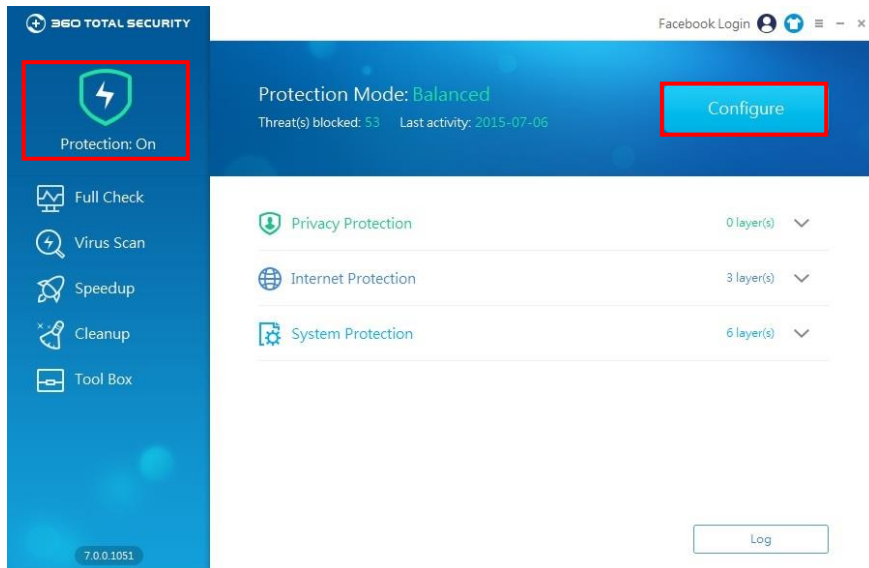 360 TOTAL SECURITY
Facebook Login
Protection: On
Protection Mode: Balanced
Threat(s) blocked: 53 Last activity: 2015-07-06
Configure
Full Check
Virus Scan
Speedup
Cleanup
Tool Box
Privacy Protection 0 layer(s)
Internet Protection 3 layer(s)
System Protection 6 layer(s)
Log
7.0.0.1051